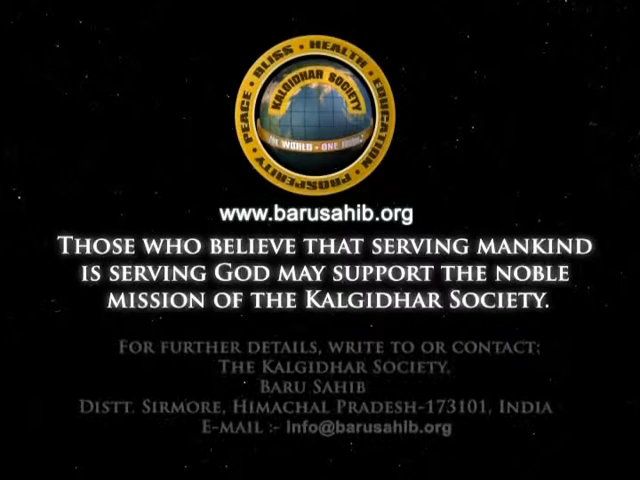 PEACE • BLISS • HEALTH • EDUCATION • PROSPERITY
KALGIDHAR SOCIETY
ONE WORLD • ONE FAMILY
www.barusahib.org
THOSE WHO BELIEVE THAT SERVING MANKIND
IS SERVING GOD MAY SUPPORT THE NOBLE
MISSION OF THE KALGIDHAR SOCIETY.
FOR FURTHER DETAILS, WRITE TO OR CONTACT:
THE KALGIDHAR SOCIETY,
BARU SAHIB
DISTT. SIRMORE, HIMACHAL PRADESH-173101, INDIA
E-MAIL :- info@barusahib.org